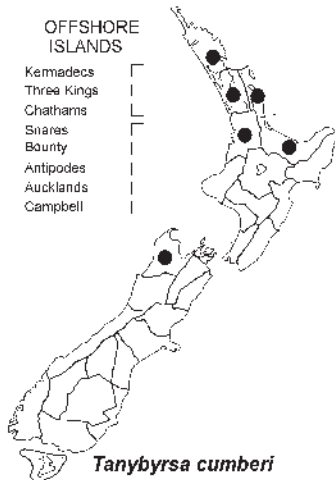 OFFSHORE
ISLANDS
Kermadecs
Three Kings
Chathams
Snares
Bounty
Antipodes
Aucklands
Campbell
Tanybyrsa cumberi